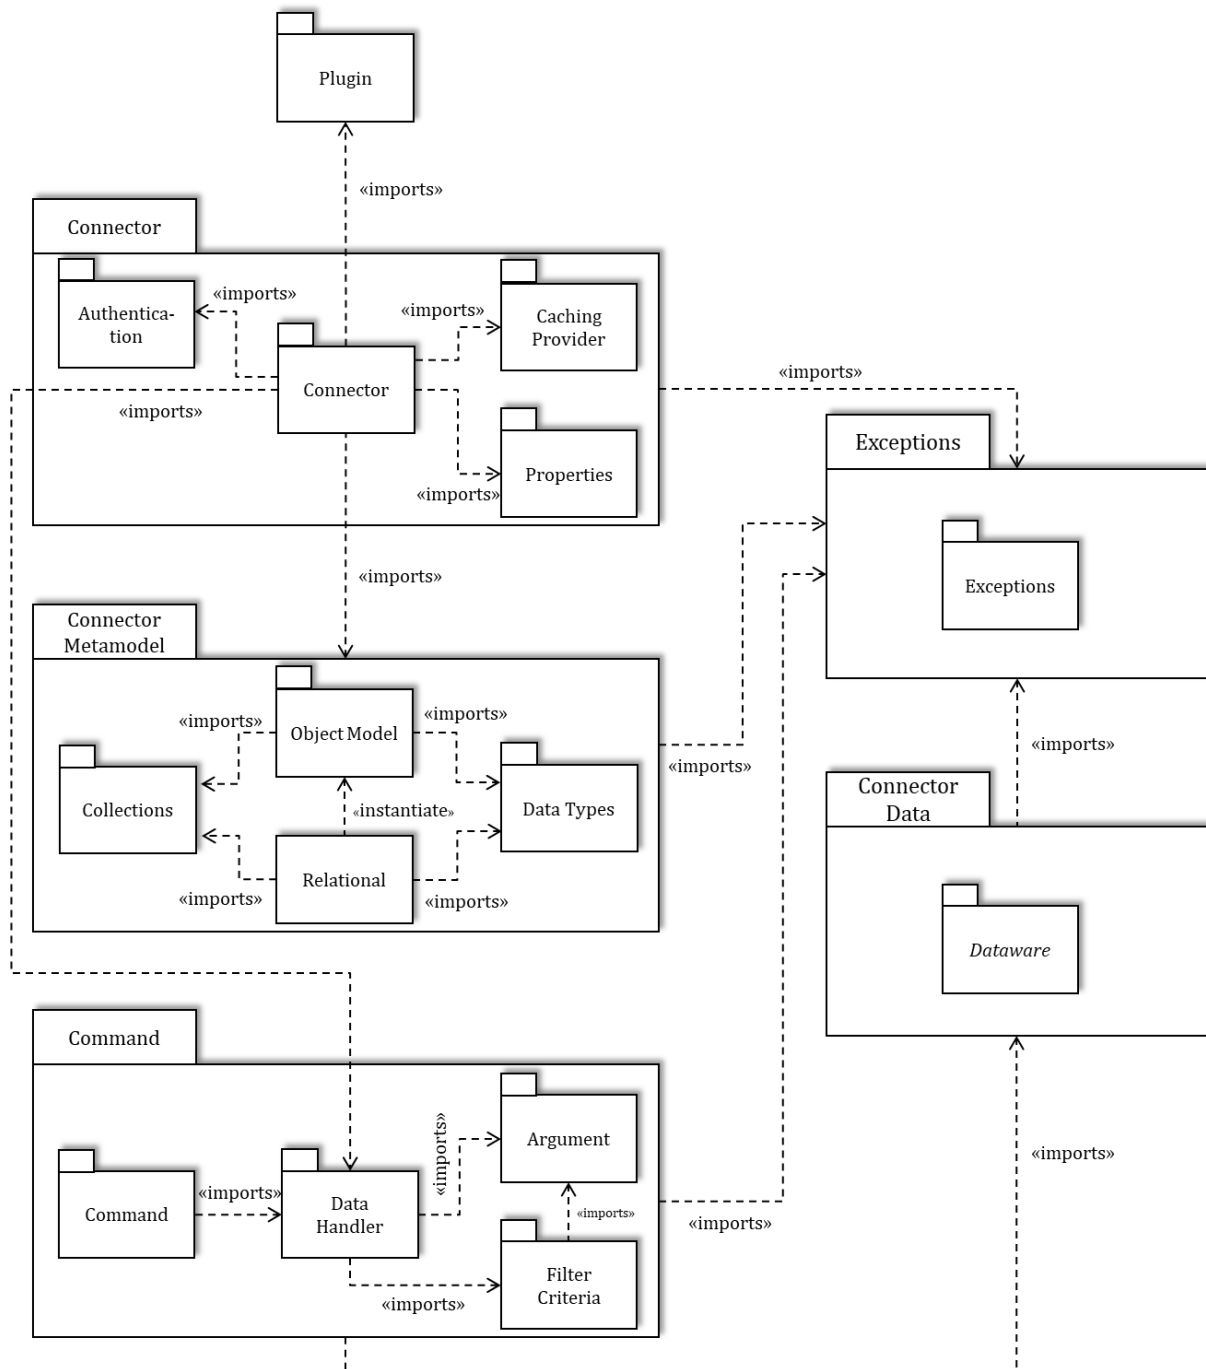 Plugin
«imports»
Connector
Authentica-
tion
«imports»
«imports»
Caching
Provider
Connector
«imports»
«imports»
Properties
«imports»
Exceptions
Exceptions
«imports»
Connector
Metamodel
Object Model
«imports»
«imports»
Collections
Data Types
«instantiate»
Relational
«imports»
«imports»
«imports»
«imports»
Connector
Data
Dataware
Command
Argument
«imports»
Command
«imports»
Data
Handler
«imports»
Filter
Criteria
«imports»
«imports»
«imports»